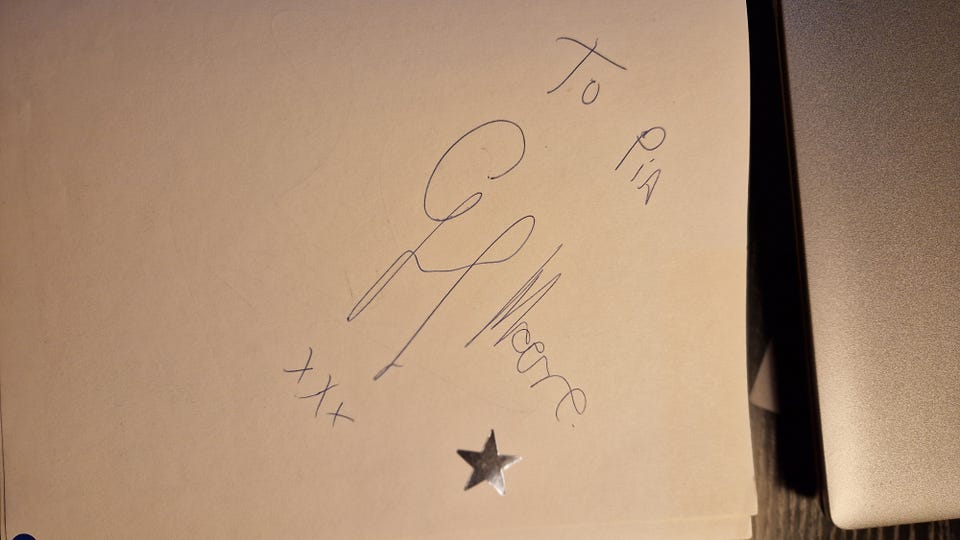 To
Pia
Moore.
xxx